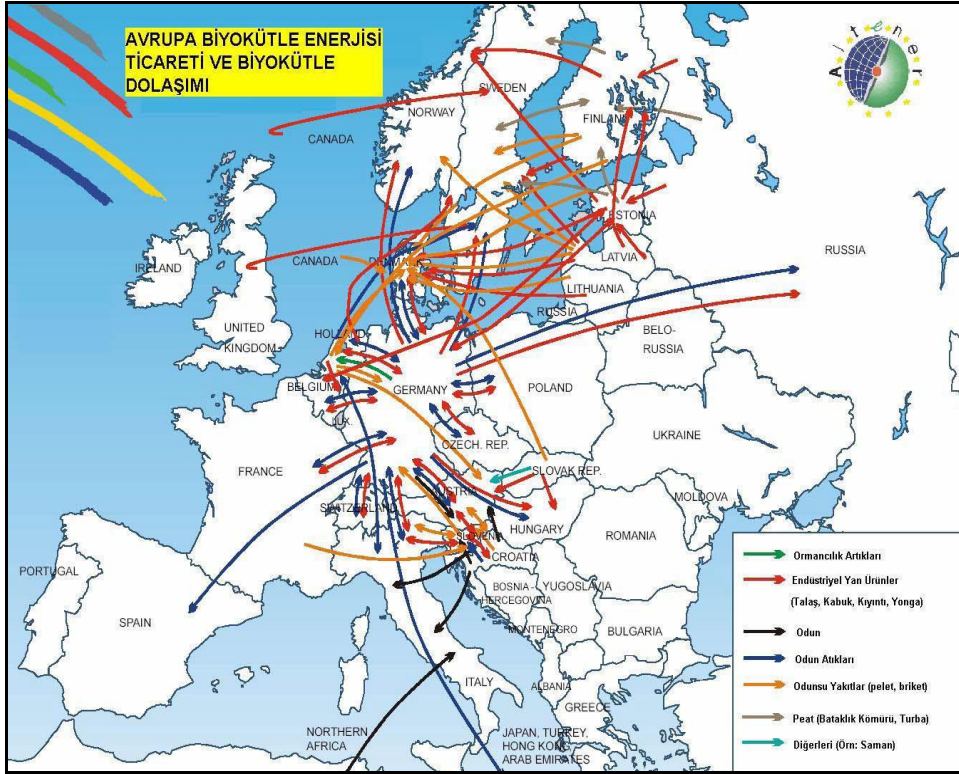 AVRUPA BİYOKÜTLE ENERJİSİ
TİCARETİ VE BİYOKÜTLE
DOLAŞIMI
Altener
SWEDEN
NORWAY
CANADA
FINLAND
ESTONIA
RUSSIA
IRELAND
CANADA
DENMARK
LATVIA
LITHUANIA
UNITED
KINGDOM
HOLLAND
RUSSIA
BELO-
RUSSIA
BELGIUM
GERMANY
POLAND
LUX.
UKRAINE
FRANCE
CZECH. REP.
SLOVAK REP.
AUSTRIA
MOLDOVA
SWITZERLAND
HUNGARY
SLOVENIA
ROMANIA
CROATIA
PORTUGAL
SPAIN
BOSNIA -
HERCEGOVINA
YUGOSLAVIA
MONTENEGRO
BULGARIA
ITALY
ALBANIA
GREECE
NORTHERN
AFRICA
JAPAN, TURKEY,
HONG KONG,
ARAB EMIRATES
Ormancılık Artıkları
Endüstriyel Yan Ürünler
(Talaş, Kabuk, Kıyıntı, Yonga)
Odun
Odun Atıkları
Odunsu Yakıtlar (pelet, briket)
Peat (Bataklık Kömürü, Turba)
Diğerleri (Örn: Saman)